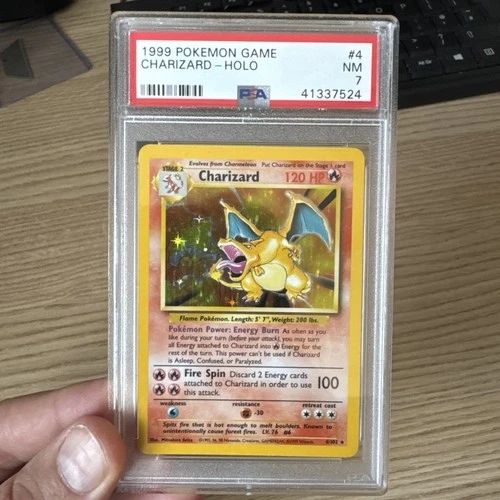 1999 POKEMON GAME #4
CHARIZARD – HOLO NM
7
PSA 41337524
Evolves from Charmeleon Put Charizard on the Stage 1 card
STAGE 2
Charizard 120 HP
Flame Pokémon. Length: 5' 7", Weight: 200 lbs.
Pokémon Power: Energy Burn As often as you
like during your turn (before your attack), you may turn
all Energy attached to Charizard into Energy for the
rest of the turn. This power can't be used if Charizard
is Asleep, Confused, or Paralyzed.
Fire Spin Discard 2 Energy cards
attached to Charizard in order to use 100
this attack.
weakness resistance retreat cost
-30
Spits fire that is hot enough to melt boulders. Known to
unintentionally cause forest fires. LV. 76 #6
Illus. Mitsuhiro Arita 4/102